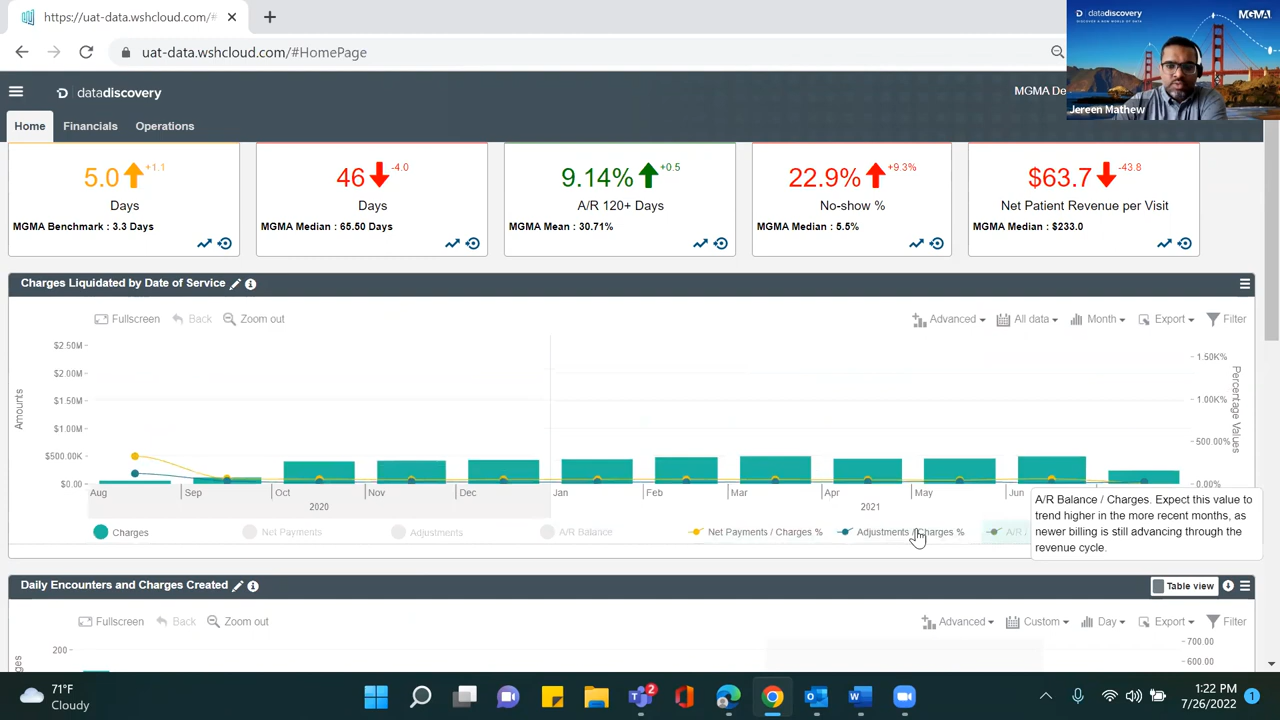 https://uat-data.wshcloud.com/#
uat-data.wshcloud.com/#HomePage
datadiscovery
DISCOVER A NEW WORLD OF DATA
MGMA
Jereen Mathew
datadiscovery
MGMA De
Home Financials Operations
5.0 +1.1
Days
MGMA Benchmark : 3.3 Days
46 -4.0
Days
MGMA Median : 65.50 Days
9.14% +0.5
A/R 120+ Days
MGMA Mean : 30.71%
22.9% +9.3%
No-show %
MGMA Median : 5.5%
$63.7 -43.8
Net Patient Revenue per Visit
MGMA Median : $233.0
Charges Liquidated by Date of Service
Fullscreen Back Zoom out Advanced All data Month Export Filter
$2.50M
$2.00M
$1.50M
$1.00M
$500.00K
$0.00
Amounts
1.50K%
1.00K%
500.00%
0.00%
Percentage Value
Aug Sep Oct Nov Dec Jan Feb Mar Apr May Jun
2020 2021
Charges Net Payments Adjustments A/R Balance Net Payments / Charges % Adjustments / Charges % A/R
A/R Balance / Charges. Expect this value to
trend higher in the more recent months, as
newer billing is still advancing through the
revenue cycle.
Daily Encounters and Charges Created Table view
Fullscreen Back Zoom out Advanced Custom Day Export Filter
200
700.00
600.00
71°F
Cloudy
2
1:22 PM
7/26/2022
1